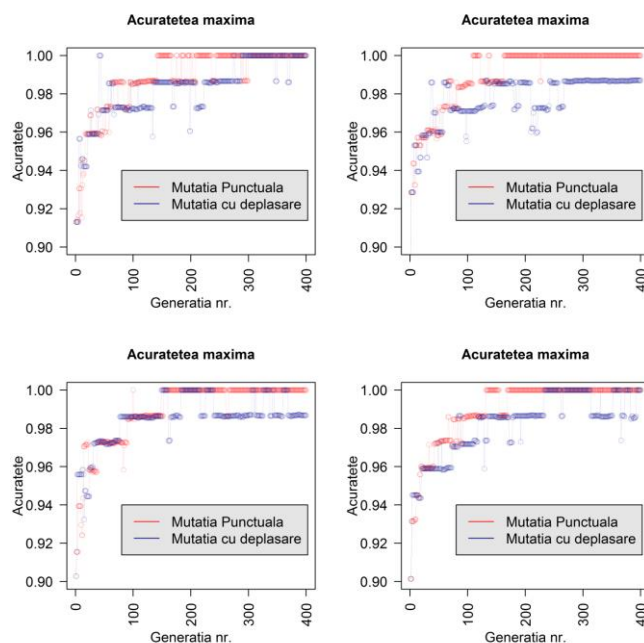 Acuratetea maxima
Acuratete
1.00
0.98
0.96
0.94
0.92
0.90
Mutatia Punctuala
Mutatia cu deplasare
0
100
200
300
400
Generatia nr.
Acuratetea maxima
Acuratete
1.00
0.98
0.96
0.94
0.92
0.90
Mutatia Punctuala
Mutatia cu deplasare
0
100
200
300
400
Generatia nr.
Acuratetea maxima
Acuratete
1.00
0.98
0.96
0.94
0.92
0.90
Mutatia Punctuala
Mutatia cu deplasare
0
100
200
300
400
Generatia nr.
Acuratetea maxima
Acuratete
1.00
0.98
0.96
0.94
0.92
0.90
Mutatia Punctuala
Mutatia cu deplasare
0
100
200
300
400
Generatia nr.